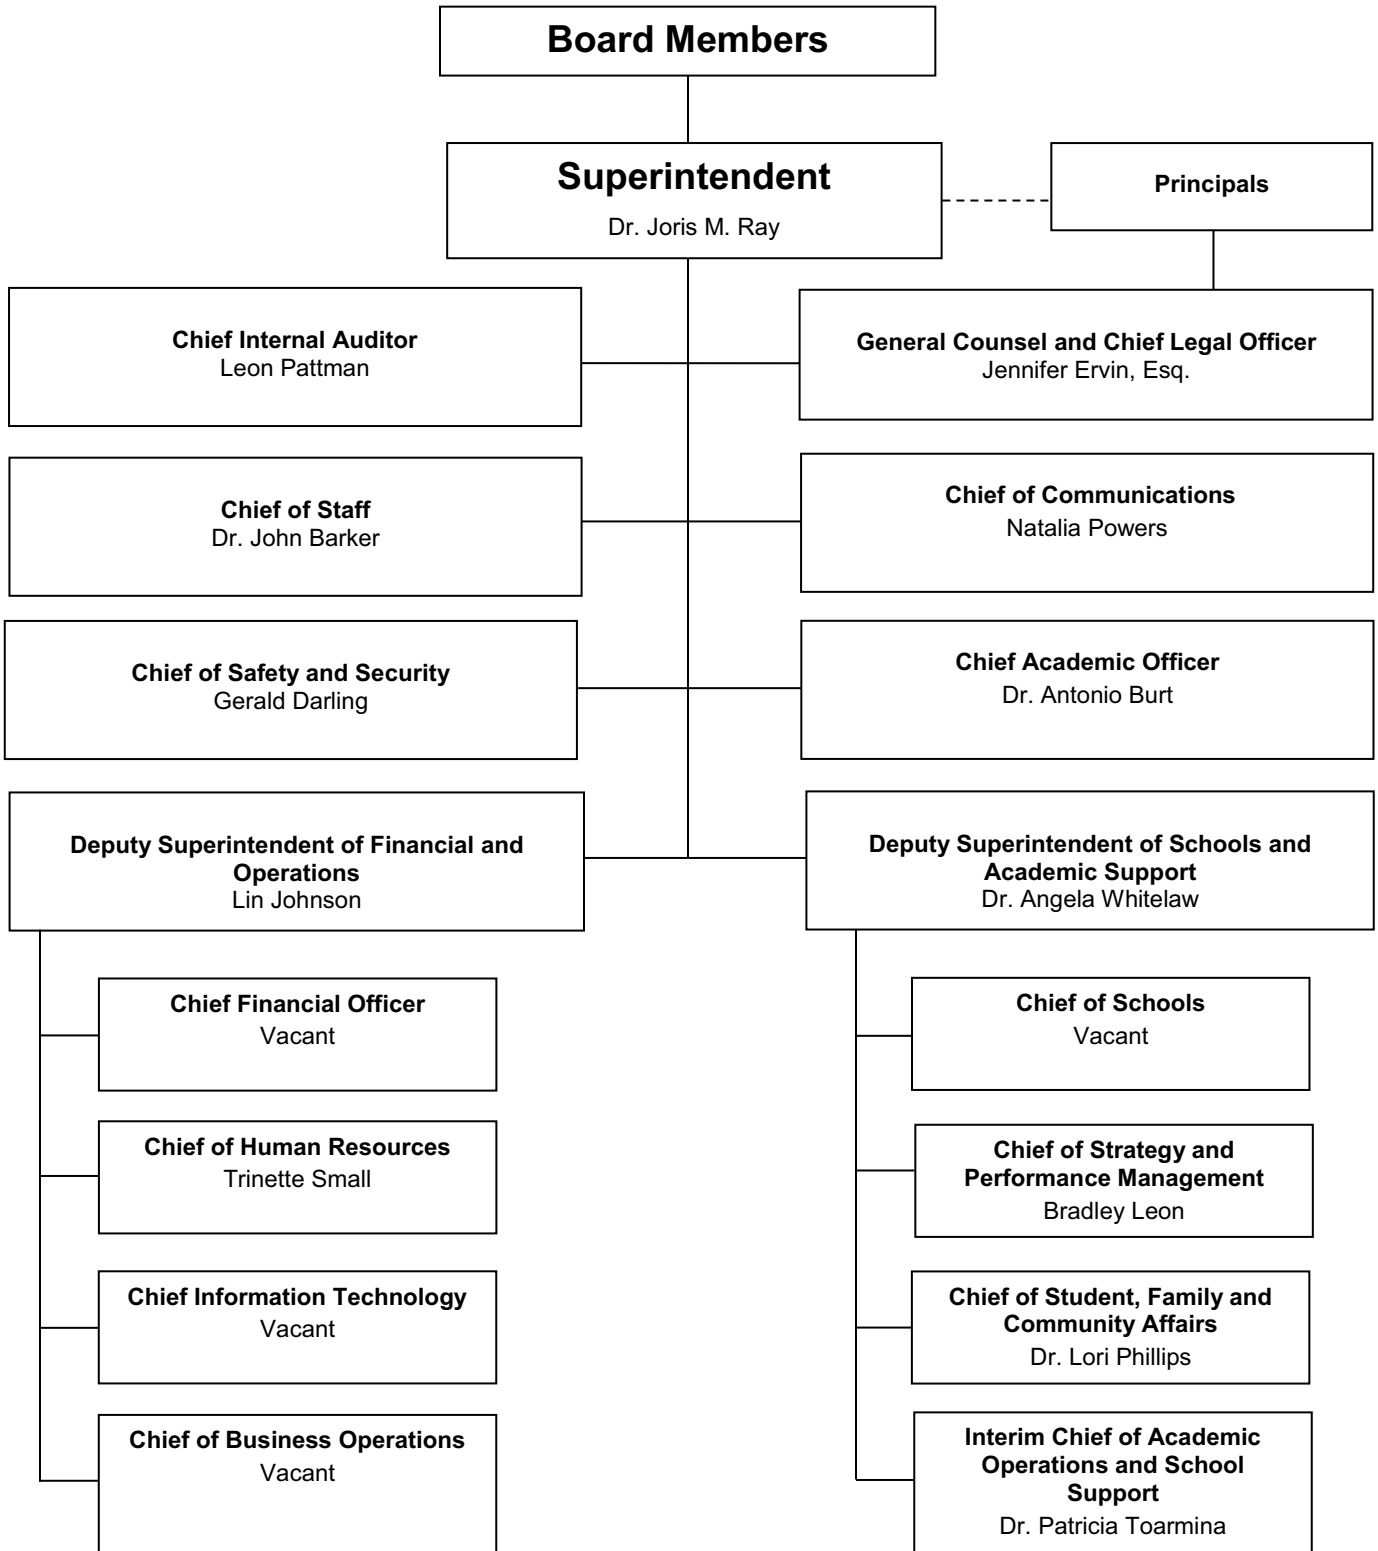 Board Members
Superintendent
Dr. Joris M. Ray
Principals
Chief Internal Auditor
Leon Pattman
General Counsel and Chief Legal Officer
Jennifer Ervin, Esq.
Chief of Staff
Dr. John Barker
Chief of Communications
Natalia Powers
Chief of Safety and Security
Gerald Darling
Chief Academic Officer
Dr. Antonio Burt
Deputy Superintendent of Financial and
Operations
Lin Johnson
Deputy Superintendent of Schools and
Academic Support
Dr. Angela Whitelaw
Chief Financial Officer
Vacant
Chief of Human Resources
Trinette Small
Chief Information Technology
Vacant
Chief of Business Operations
Vacant
Chief of Schools
Vacant
Chief of Strategy and
Performance Management
Bradley Leon
Chief of Student, Family and
Community Affairs
Dr. Lori Phillips
Interim Chief of Academic
Operations and School
Support
Dr. Patricia Toarmina